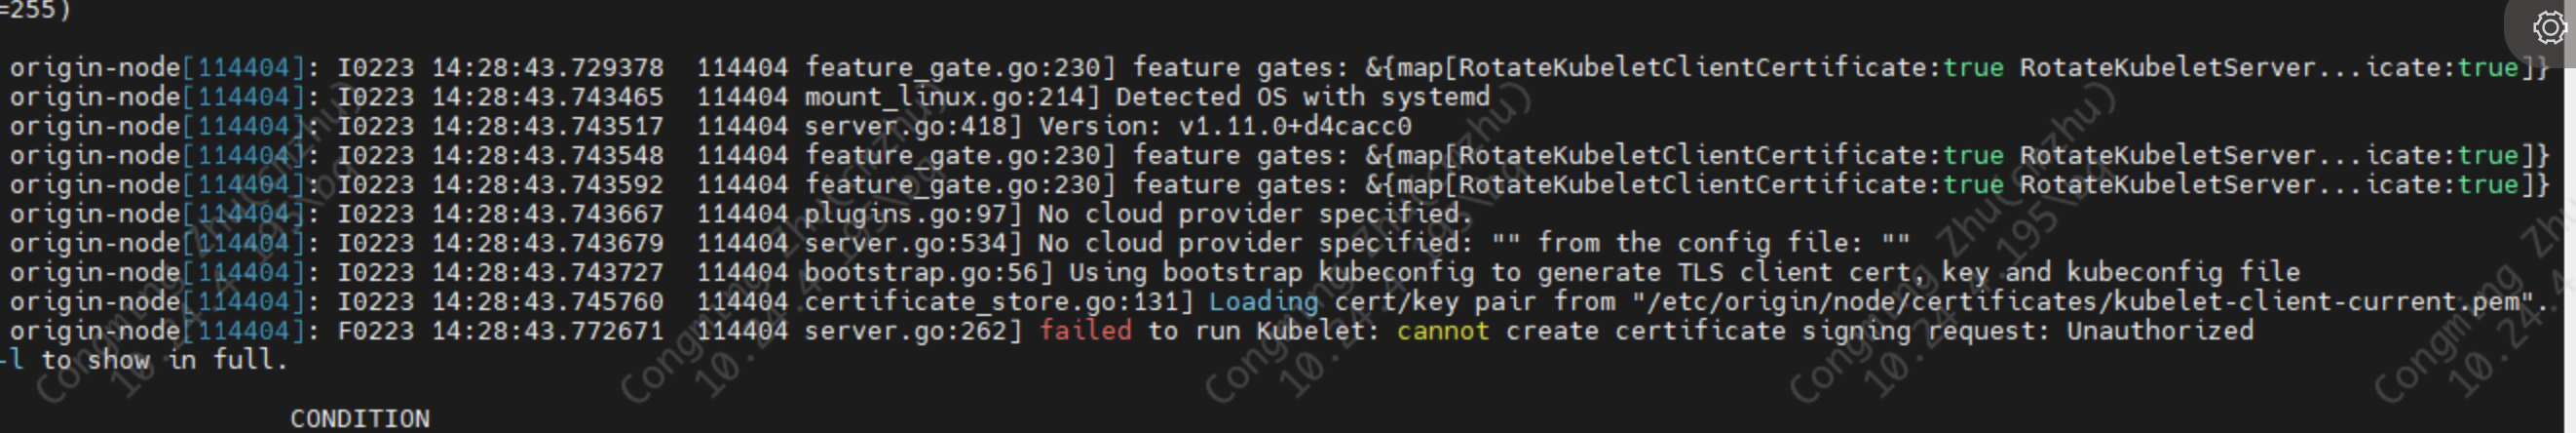 =255)
origin-node[114404]: I0223 14:28:43.729378  114404 feature_gate.go:230] feature gates: &{map[RotateKubeletClientCertificate:true RotateKubeletServer...icate:true]}
origin-node[114404]: I0223 14:28:43.743465  114404 mount_linux.go:214] Detected OS with systemd
origin-node[114404]: I0223 14:28:43.743517  114404 server.go:418] Version: v1.11.0+d4cacc0
origin-node[114404]: I0223 14:28:43.743548  114404 feature_gate.go:230] feature gates: &{map[RotateKubeletClientCertificate:true RotateKubeletServer...icate:true]}
origin-node[114404]: I0223 14:28:43.743592  114404 feature_gate.go:230] feature gates: &{map[RotateKubeletClientCertificate:true RotateKubeletServer...icate:true]}
origin-node[114404]: I0223 14:28:43.743667  114404 plugins.go:97] No cloud provider specified.
origin-node[114404]: I0223 14:28:43.743679  114404 server.go:534] No cloud provider specified: "" from the config file: ""
origin-node[114404]: I0223 14:28:43.743727  114404 bootstrap.go:56] Using bootstrap kubeconfig to generate TLS client cert, key and kubeconfig file
origin-node[114404]: I0223 14:28:43.745760  114404 certificate_store.go:131] Loading cert/key pair from "/etc/origin/node/certificates/kubelet-client-current.pem".
origin-node[114404]: F0223 14:28:43.772671  114404 server.go:262] failed to run Kubelet: cannot create certificate signing request: Unauthorized
-l to show in full.
CONDITION